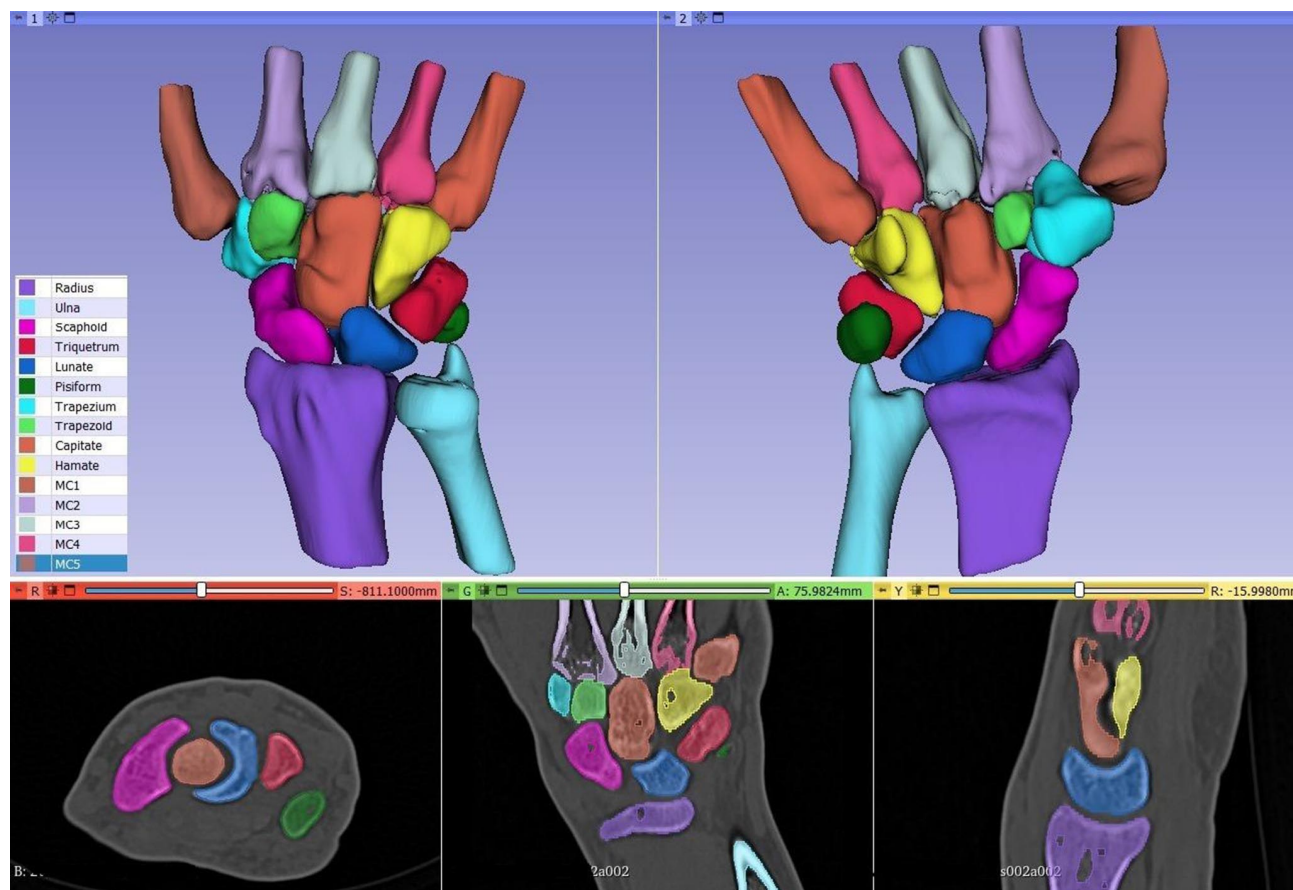 1
2
Radius
Ulna
Scaphoid
Triquetrum
Lunate
Pisiform
Trapezium
Trapezoid
Capitate
Hamate
MC1
MC2
MC3
MC4
MC5
R S: -811.1000mm
G A: 75.9824mm
Y R: -15.9980mm
B:
2a002
s002a002